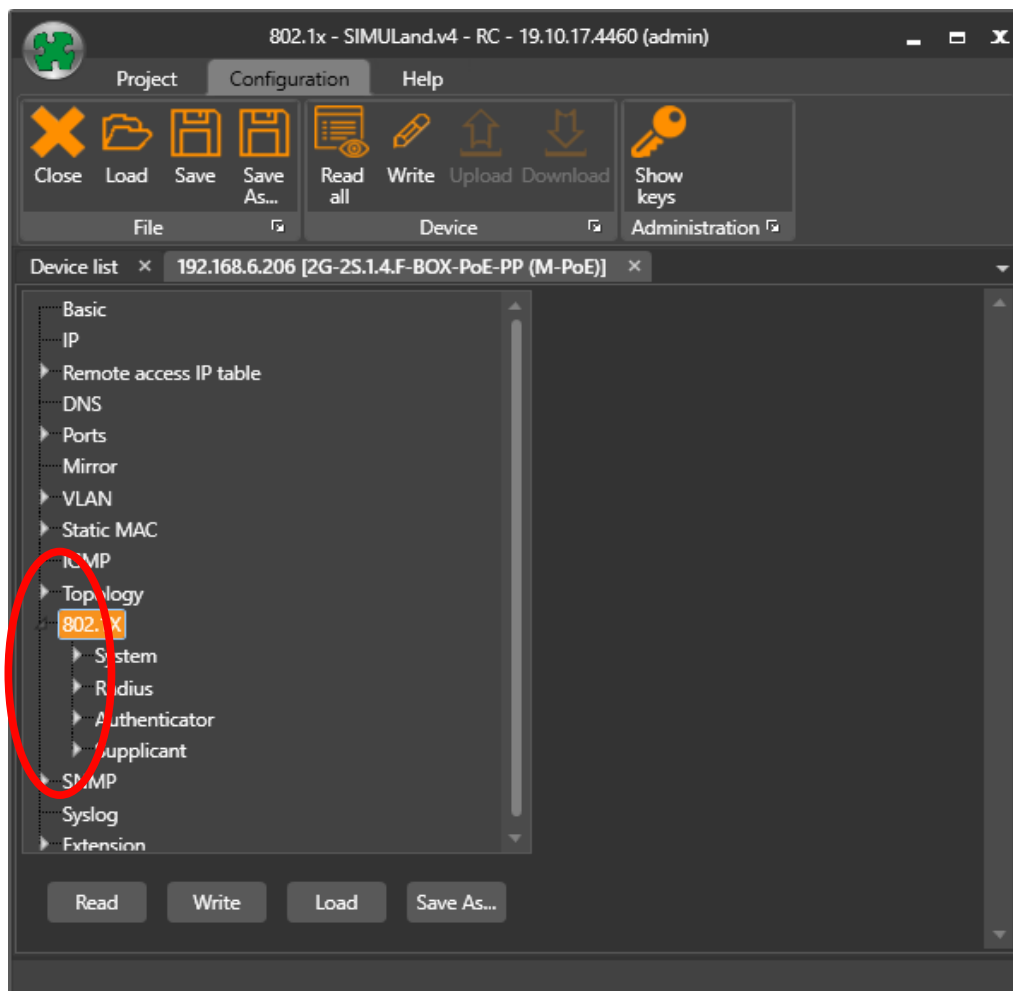 802.1x - SIMULand.v4 - RC - 19.10.17.4460 (admin)
Project Configuration Help
Close Load Save Save As... Read all Write Upload Download Show keys
File Device Administration
Device list × 192.168.6.206 [2G-2S.1.4.F-BOX-PoE-PP (M-PoE)] ×
Basic
IP
Remote access IP table
DNS
Ports
Mirror
VLAN
Static MAC
IGMP
Topology
802.1X
System
Radius
Authenticator
Supplicant
SNMP
Syslog
Extension
Read Write Load Save As...